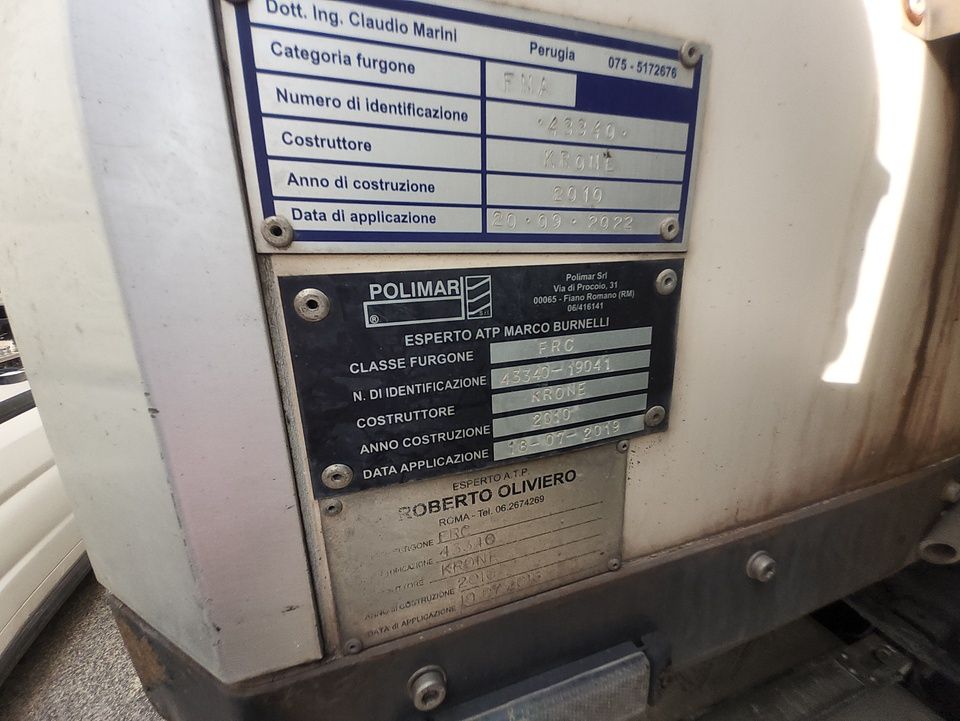 Dott. Ing. Claudio Marini Perugia 075 - 5172676
Categoria furgone FNA
Numero di identificazione ·43340·
Costruttore KRONE
Anno di costruzione 2010
Data di applicazione 20·09·2022
POLIMAR Srl
®
Polimar Srl
Via di Procoio, 31
00065 - Fiano Romano (RM)
06/416141
ESPERTO ATP MARCO BURNELLI
CLASSE FURGONE FRC
N. DI IDENTIFICAZIONE 43340-19041
COSTRUTTORE KRONE
ANNO COSTRUZIONE 2010
DATA APPLICAZIONE 18-07-2019
ESPERTO A.T.P.
ROBERTO OLIVIERO
ROMA - Tel. 06.2674269
FRC
43340
KRONE
ANNO di COSTRUZIONE 2010
DATA di APPLICAZIONE